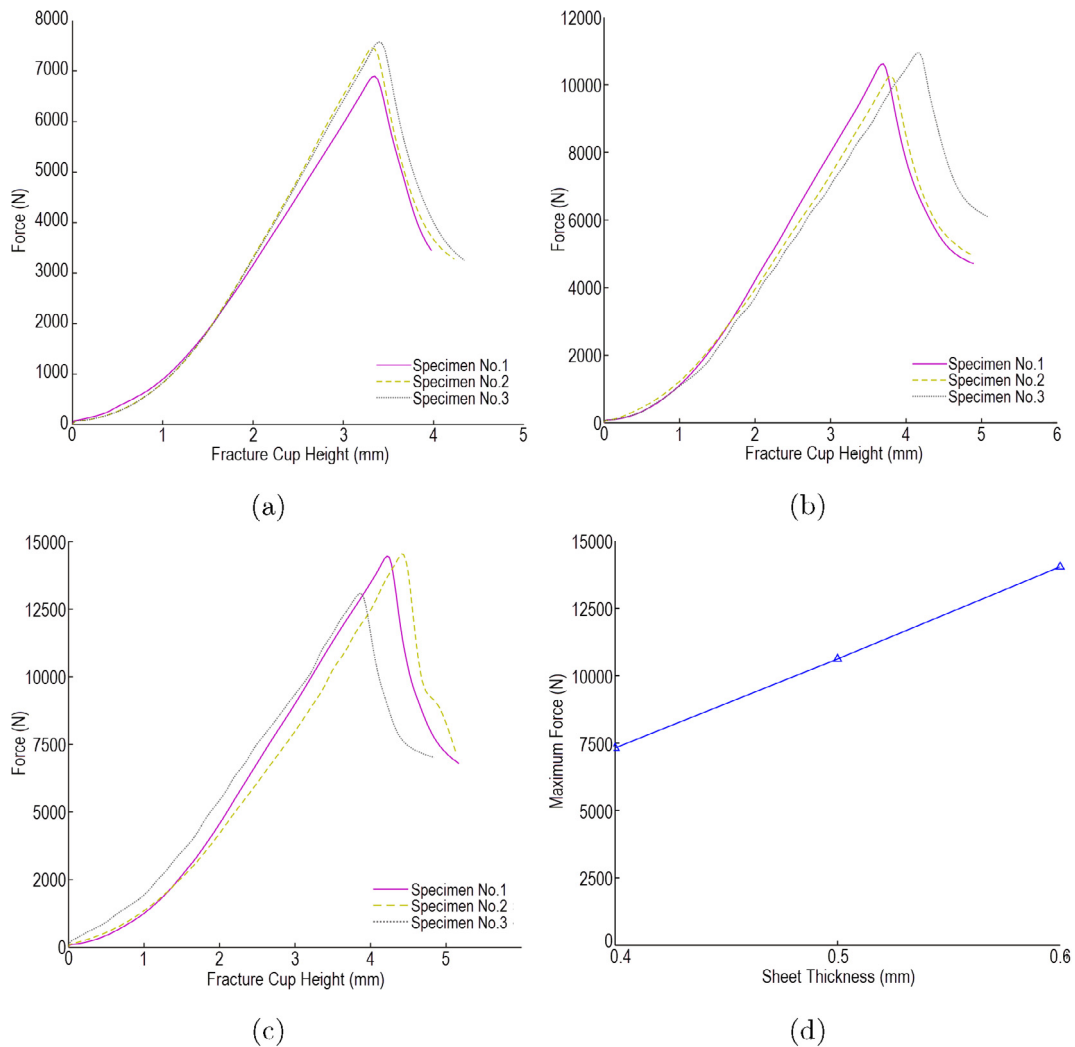 8000
7000
6000
5000
4000
3000
2000
1000
0
Force (N)
0 1 2 3 4 5
Fracture Cup Height (mm)
Specimen No.1
Specimen No.2
Specimen No.3
(a)
12000
10000
8000
6000
4000
2000
0
Force (N)
0 1 2 3 4 5 6
Fracture Cup Height (mm)
Specimen No.1
Specimen No.2
Specimen No.3
(b)
15000
12500
10000
7500
5000
2000
0
Force (N)
0 1 2 3 4 5
Fracture Cup Height (mm)
Specimen No.1
Specimen No.2
Specimen No.3
(c)
15000
12500
10000
7500
5000
2500
0
Maximum Force (N)
0.4 0.5 0.6
Sheet Thickness (mm)
(d)